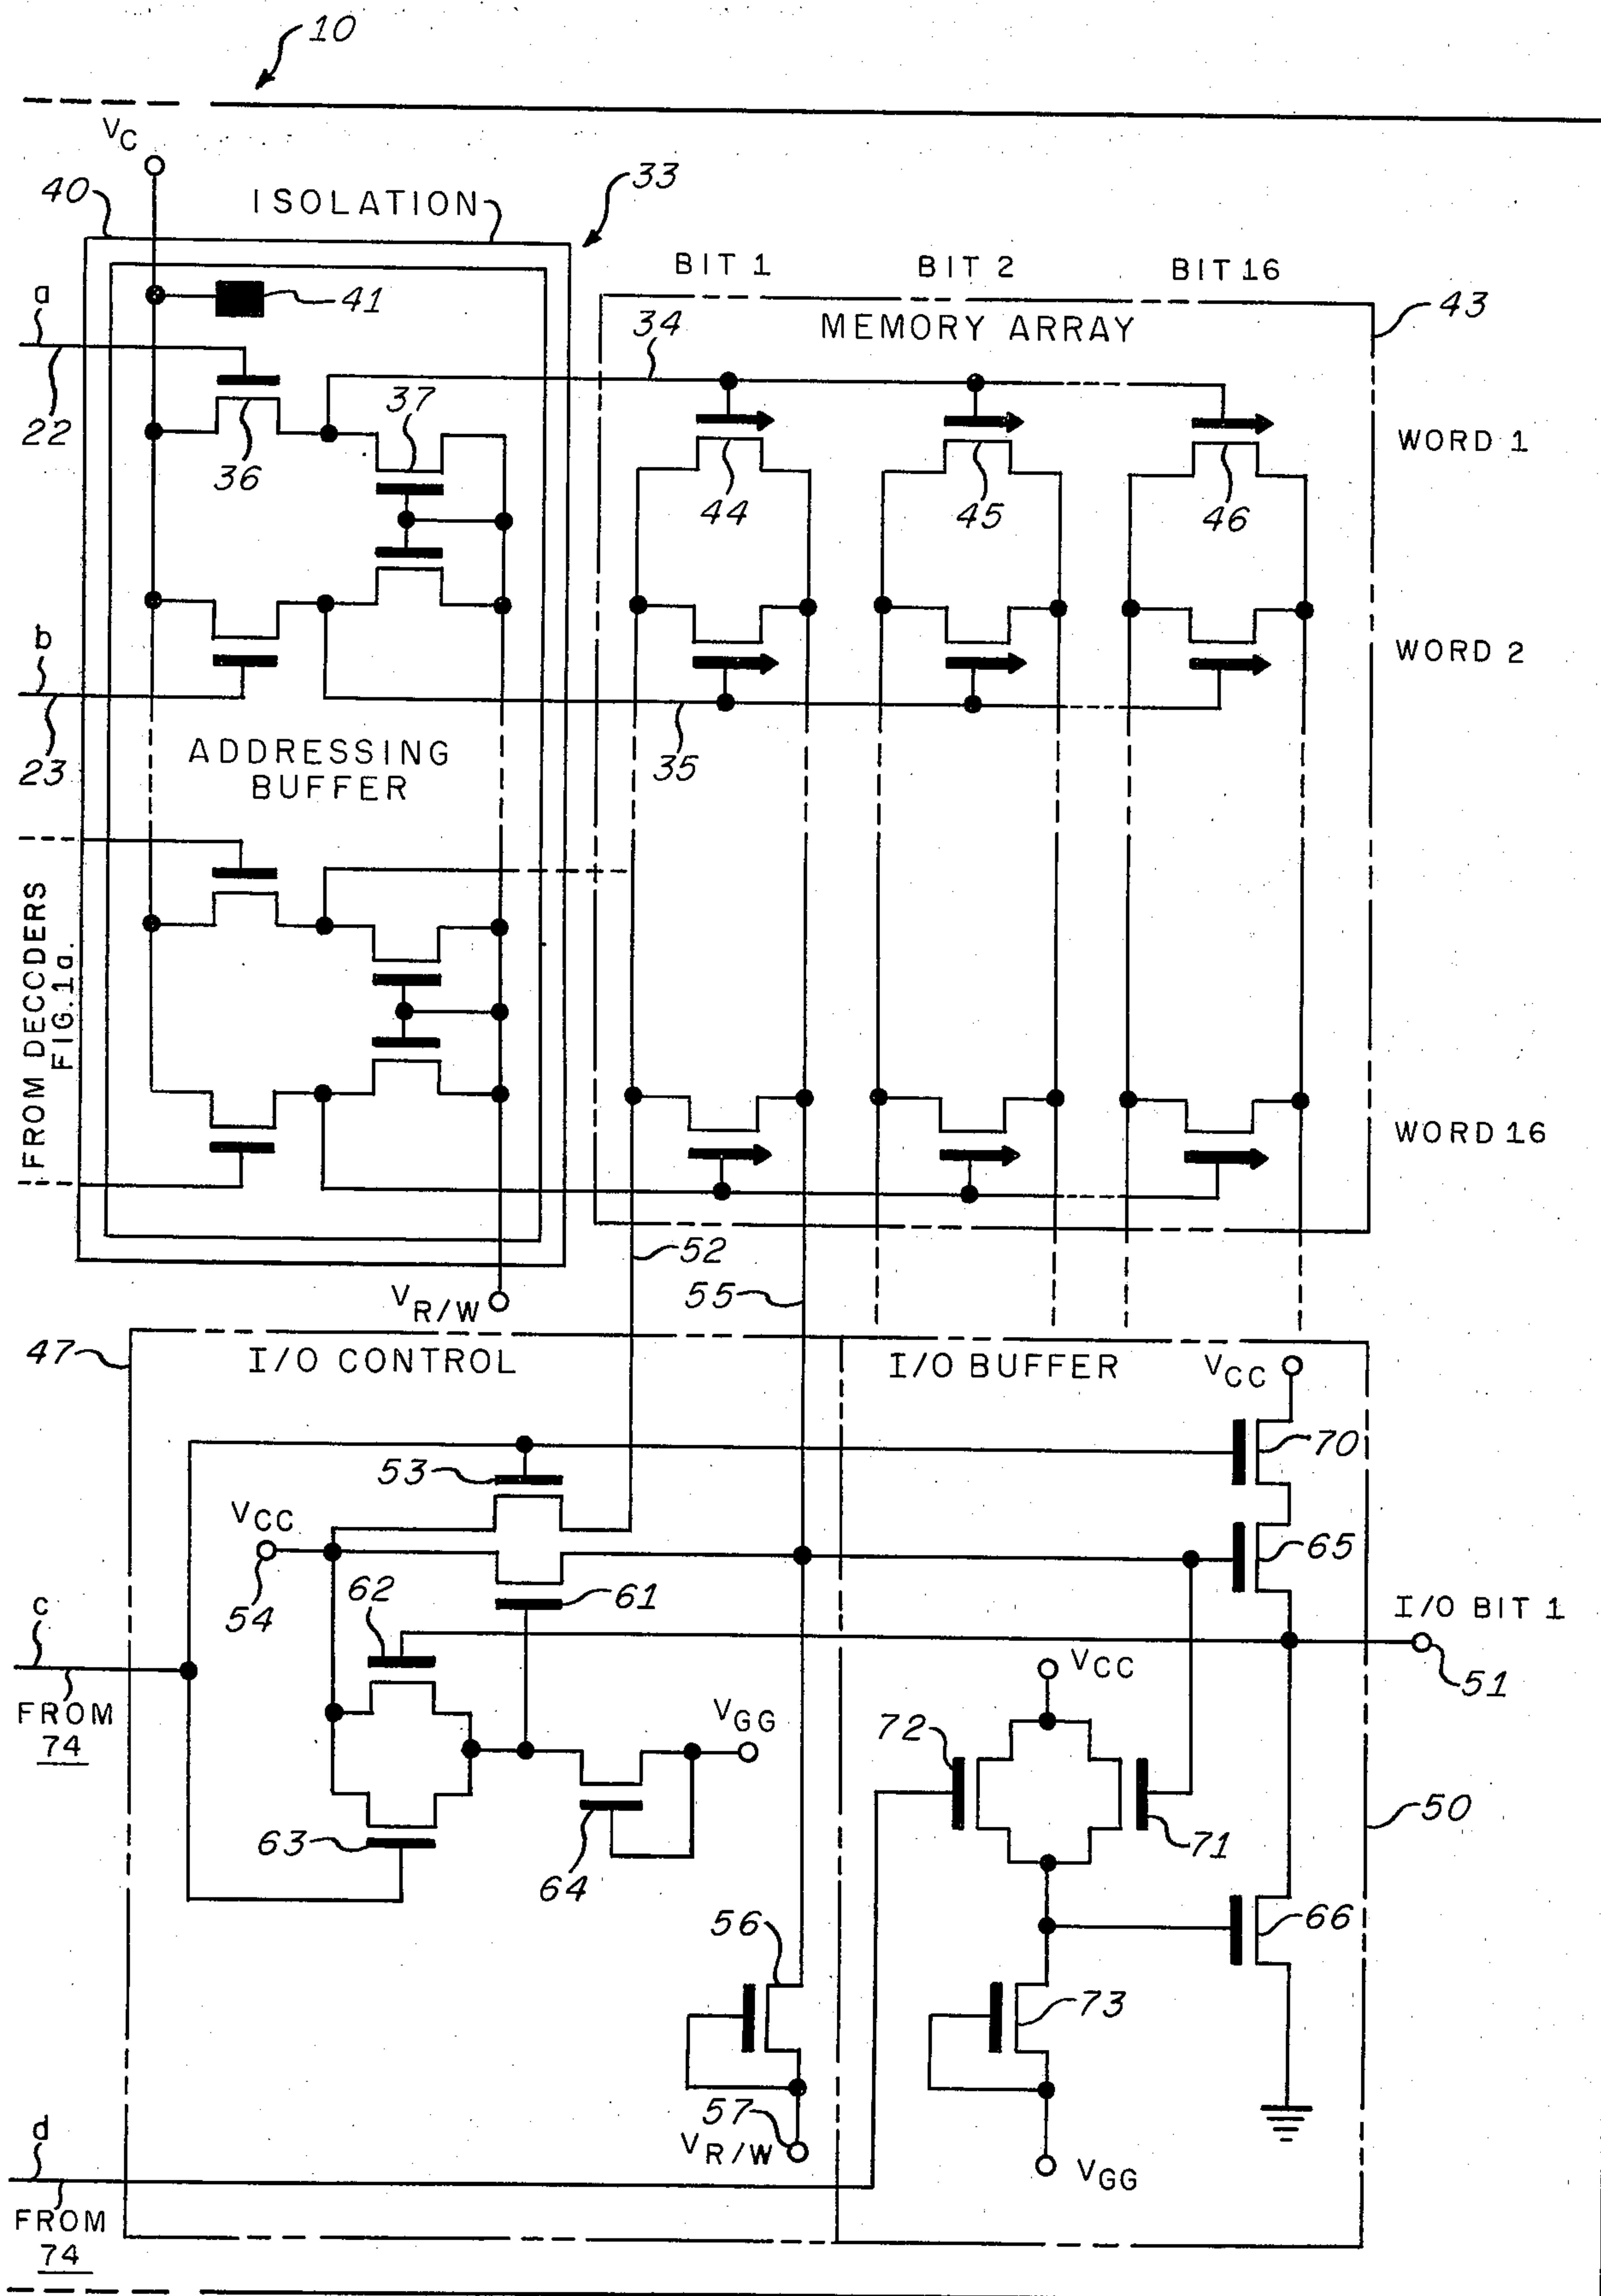 10
VC
40
ISOLATION
33
BIT 1
BIT 2
BIT 16
41
43
a
34
MEMORY ARRAY
22
36
37
44
45
46
WORD 1
b
WORD 2
23
ADDRESSING
BUFFER
35
FROM DECCDERS
FIG.1a.
WORD 16
52
55
VR/W
47
I/O CONTROL
I/O BUFFER
VCC
70
53
VCC
65
54
62
61
I/O BIT 1
c
51
FROM
74
VGG
VCC
72
50
71
63
64
56
66
73
57
VR/W
VGG
d
FROM
74